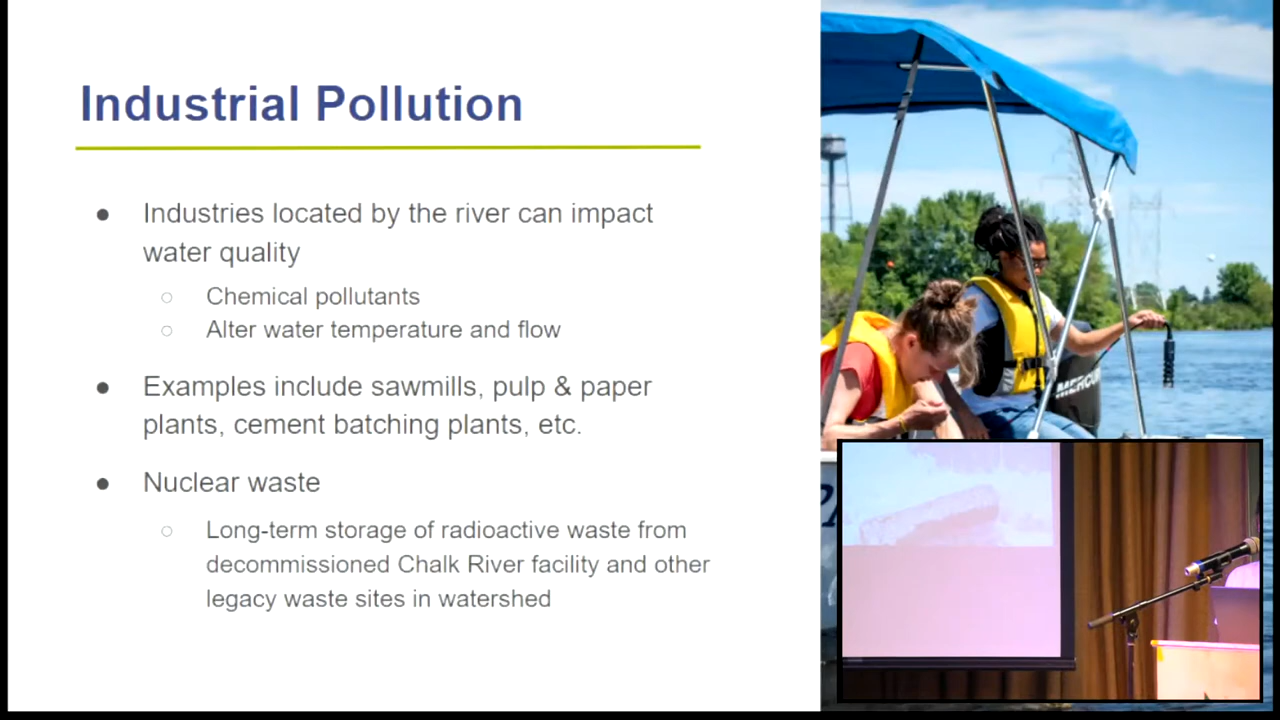 Industrial Pollution
● Industries located by the river can impact
water quality
○ Chemical pollutants
○ Alter water temperature and flow
● Examples include sawmills, pulp & paper
plants, cement batching plants, etc.
● Nuclear waste
○ Long-term storage of radioactive waste from
decommissioned Chalk River facility and other
legacy waste sites in watershed